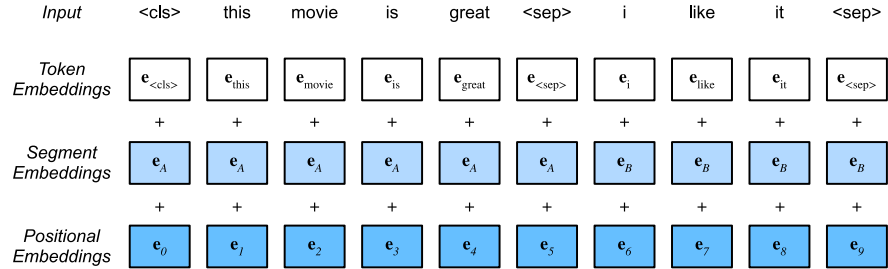 Input <cls> this movie is great <sep> i like it <sep>
Token Embeddings e<cls> ethis emovie eis egreat e<sep> ei elike eit e<sep>
+ + + + + + + + + +
Segment Embeddings eA eA eA eA eA eA eB eB eB eB
+ + + + + + + + + +
Positional Embeddings e0 e1 e2 e3 e4 e5 e6 e7 e8 e9